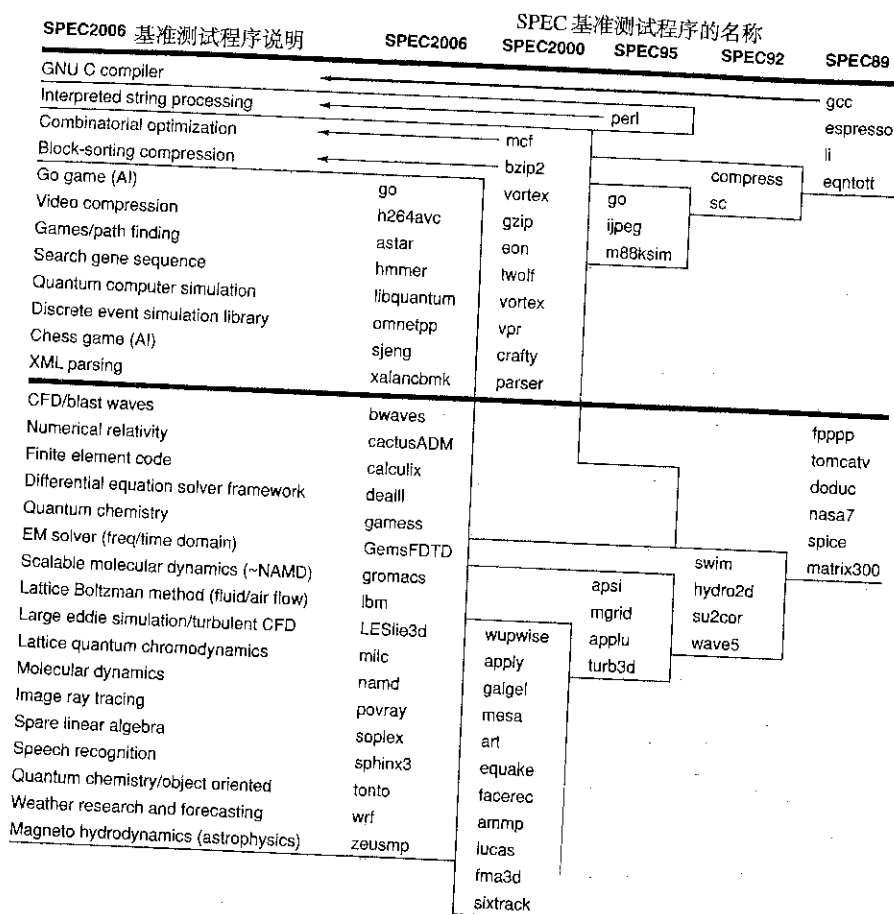 SPEC 基准测试程序的名称
SPEC2006 基准测试程序说明 SPEC2006 SPEC2000 SPEC95 SPEC92 SPEC89
GNU C compiler gcc
Interpreted string processing perl espresso
Combinatorial optimization mcf li
Block-sorting compression bzip2 compress eqntott
Go game (AI) go vortex go sc
Video compression h264avc gzip ijpeg
Games/path finding astar eon m88ksim
Search gene sequence hmmer twolf
Quantum computer simulation libquantum vortex
Discrete event simulation library omnetpp vpr
Chess game (AI) sjeng crafty
XML parsing xalancbmk parser
CFD/blast waves bwaves fpppp
Numerical relativity cactusADM tomcatv
Finite element code calculix doduc
Differential equation solver framework dealII nasa7
Quantum chemistry gamess spice
EM solver (freq/time domain) GemsFDTD swim matrix300
Scalable molecular dynamics (~NAMD) gromacs apsi hydro2d
Lattice Boltzman method (fluid/air flow) lbm mgrid su2cor
Large eddie simulation/turbulent CFD LESlie3d wupwise applu wave5
Lattice quantum chromodynamics milc apply turb3d
Molecular dynamics namd galgel
Image ray tracing povray mesa
Spare linear algebra soplex art
Speech recognition sphinx3 equake
Quantum chemistry/object oriented tonto facerec
Weather research and forecasting wrf ammp
Magneto hydrodynamics (astrophysics) zeusmp lucas
fma3d
sixtrack